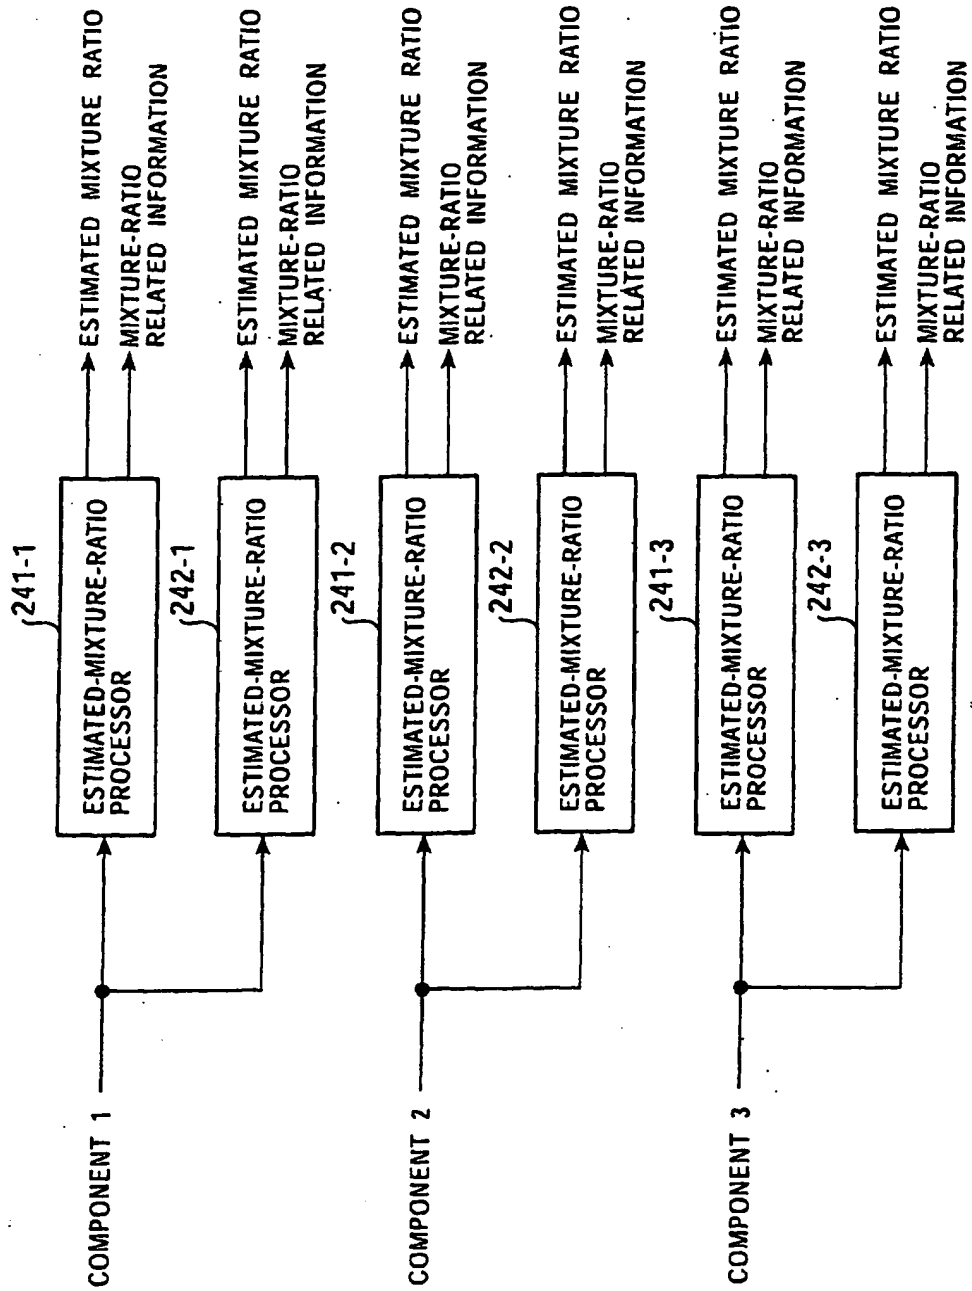 COMPONENT 1
241-1
ESTIMATED-MIXTURE-RATIO
PROCESSOR
ESTIMATED MIXTURE RATIO
MIXTURE-RATIO
RELATED INFORMATION
242-1
ESTIMATED-MIXTURE-RATIO
PROCESSOR
ESTIMATED MIXTURE RATIO
MIXTURE-RATIO
RELATED INFORMATION
COMPONENT 2
241-2
ESTIMATED-MIXTURE-RATIO
PROCESSOR
ESTIMATED MIXTURE RATIO
MIXTURE-RATIO
RELATED INFORMATION
242-2
ESTIMATED-MIXTURE-RATIO
PROCESSOR
ESTIMATED MIXTURE RATIO
MIXTURE-RATIO
RELATED INFORMATION
COMPONENT 3
241-3
ESTIMATED-MIXTURE-RATIO
PROCESSOR
ESTIMATED MIXTURE RATIO
MIXTURE-RATIO
RELATED INFORMATION
242-3
ESTIMATED-MIXTURE-RATIO
PROCESSOR
ESTIMATED MIXTURE RATIO
MIXTURE-RATIO
RELATED INFORMATION